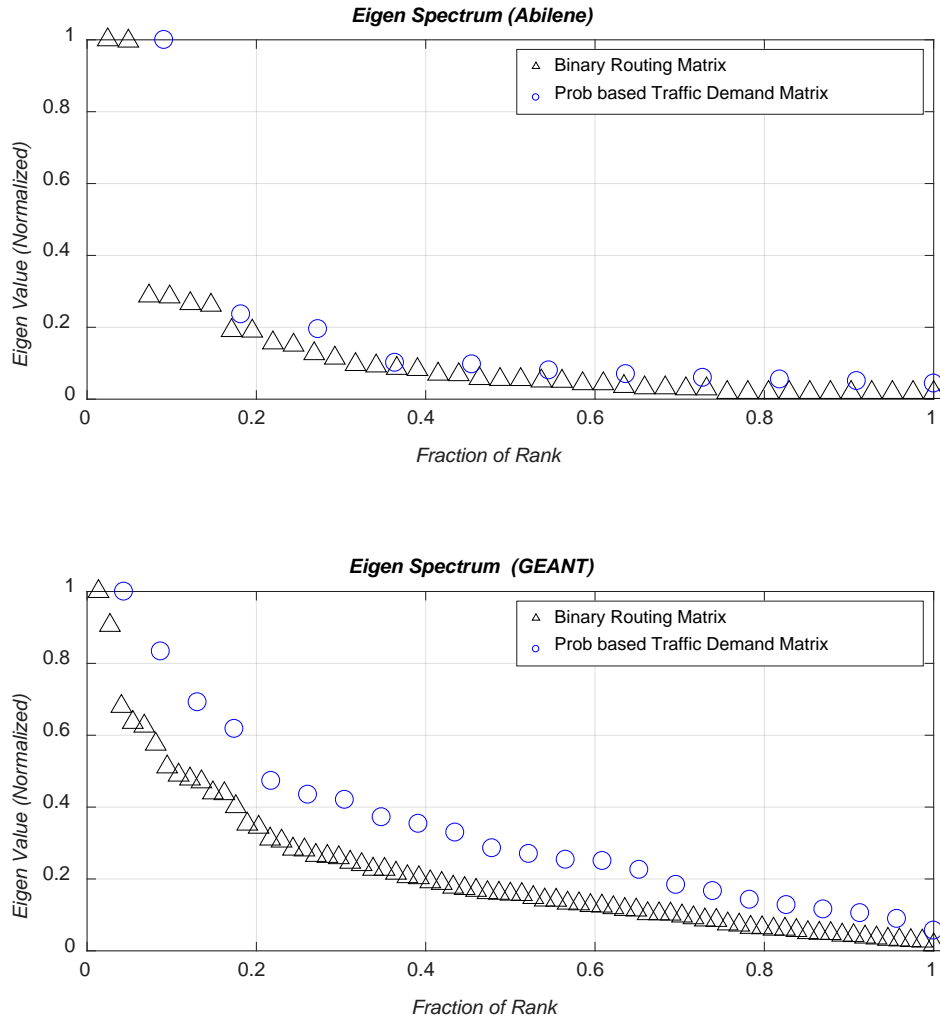 Eigen Spectrum (Abilene)
1
0.8
0.6
0.4
0.2
0
Eigen Value (Normalized)
Binary Routing Matrix
Prob based Traffic Demand Matrix
0 0.2 0.4 0.6 0.8 1
Fraction of Rank
Eigen Spectrum (GEANT)
1
0.8
0.6
0.4
0.2
0
Eigen Value (Normalized)
Binary Routing Matrix
Prob based Traffic Demand Matrix
0 0.2 0.4 0.6 0.8 1
Fraction of Rank